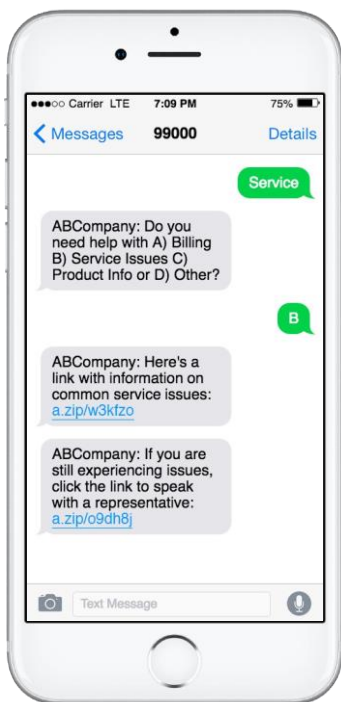 Carrier LTE 7:09 PM 75%
Messages 99000 Details
Service
ABCompany: Do you
need help with A) Billing
B) Service Issues C)
Product Info or D) Other?
B
ABCompany: Here's a
link with information on
common service issues:
a.zip/w3kfzo
ABCompany: If you are
still experiencing issues,
click the link to speak
with a representative:
a.zip/o9dh8j
Text Message